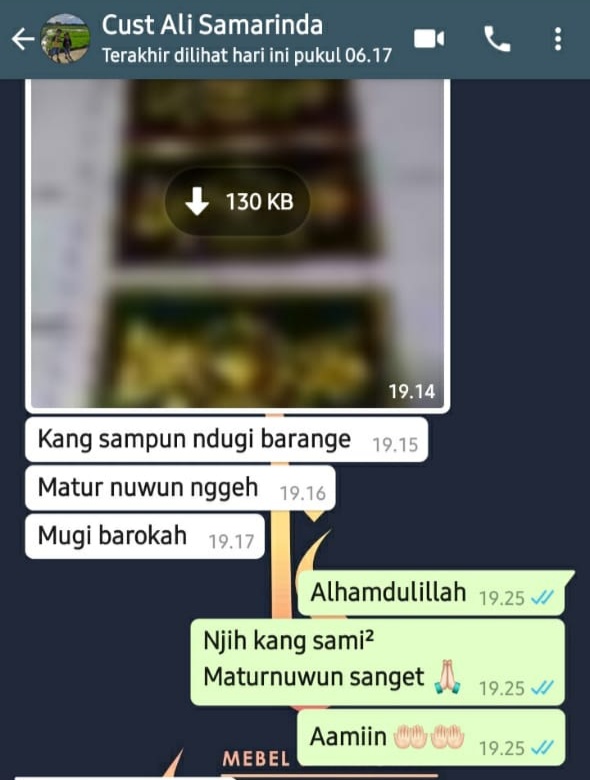 Cust Ali Samarinda
Terakhir dilihat hari ini pukul 06.17
130 KB
19.14
Kang sampun ndugi barange 19.15
Matur nuwun nggeh 19.16
Mugi barokah 19.17
Alhamdulillah 19.25
Njih kang sami²
Maturnuwun sanget 🙏🏻 19.25
Aamiin 🤲🏻🤲🏻 19.25
MEBEL